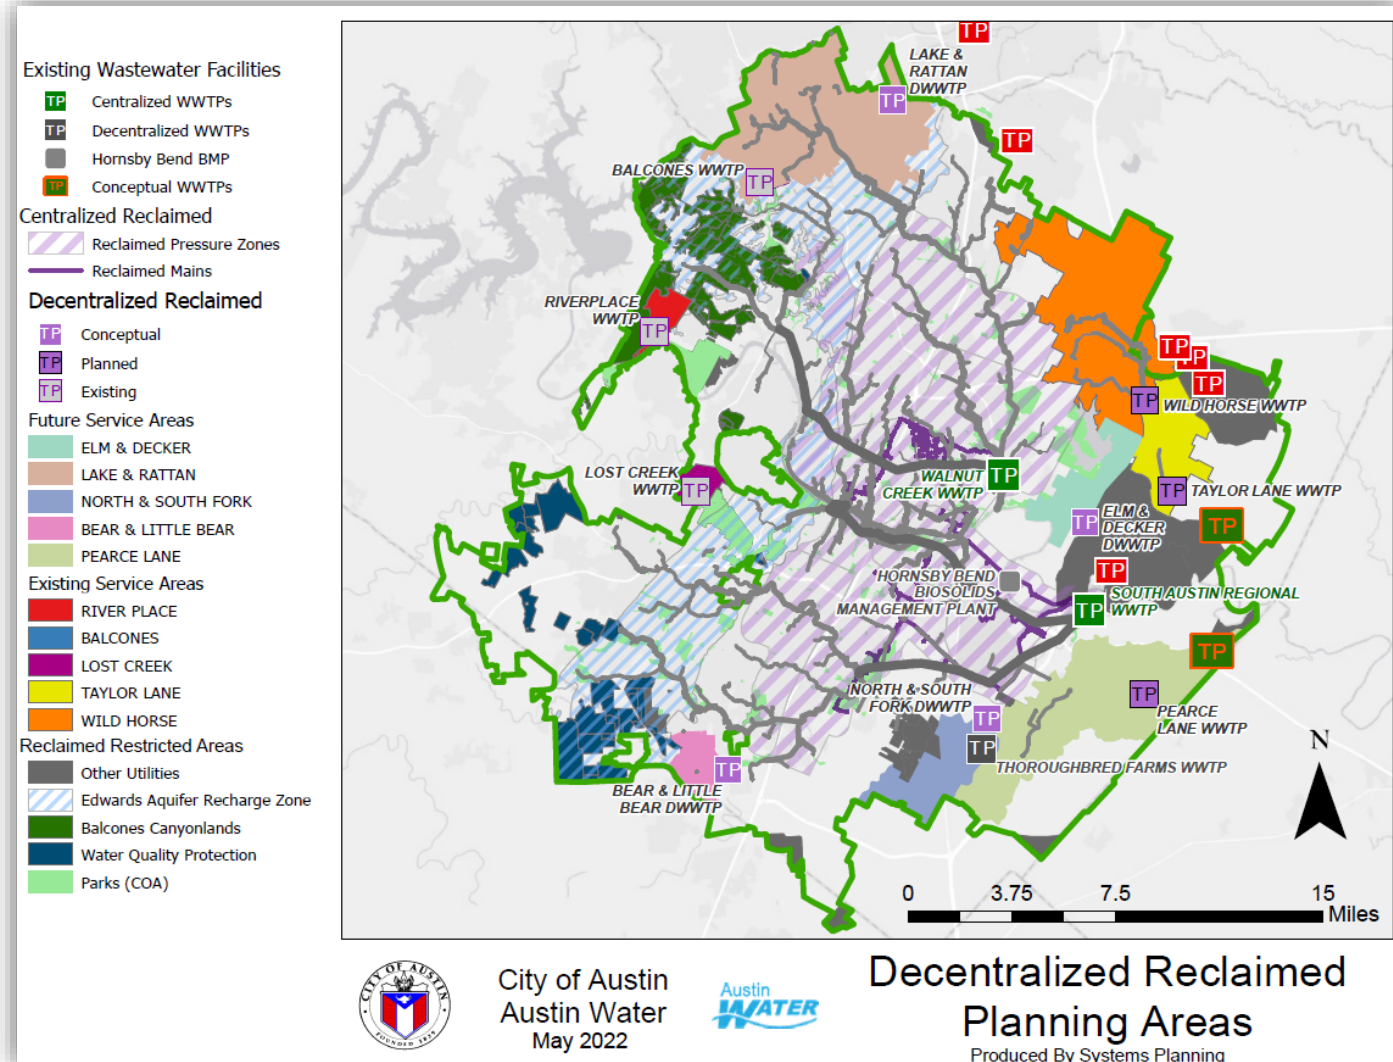 Existing Wastewater Facilities
TP Centralized WWTPs
TP Decentralized WWTPs
Hornsby Bend BMP
TP Conceptual WWTPs
Centralized Reclaimed
Reclaimed Pressure Zones
Reclaimed Mains
Decentralized Reclaimed
TP Conceptual
TP Planned
TP Existing
Future Service Areas
ELM & DECKER
LAKE & RATTAN
NORTH & SOUTH FORK
BEAR & LITTLE BEAR
PEARCE LANE
Existing Service Areas
RIVER PLACE
BALCONES
LOST CREEK
TAYLOR LANE
WILD HORSE
Reclaimed Restricted Areas
Other Utilities
Edwards Aquifer Recharge Zone
Balcones Canyonlands
Water Quality Protection
Parks (COA)
TP
LAKE &
RATTAN
DWWTP
TP
TP
BALCONES WWTP
TP
RIVERPLACE
WWTP
TP
TP
TP
TP
TP
WILD HORSE WWTP
LOST CREEK
WWTP
TP
WALNUT
CREEK WWTP
TP
TP
TAYLOR LANE WWTP
TP
ELM &
DECKER
DWWTP
TP
HORNSBY BEND
BIOSOLIDS
MANAGEMENT PLANT
TP
TP
SOUTH AUSTIN REGIONAL
WWTP
TP
NORTH & SOUTH
FORK DWWTP
TP
TP
PEARCE
LANE WWTP
TP
THOROUGHBRED FARMS WWTP
TP
BEAR & LITTLE
BEAR DWWTP
N
0 3.75 7.5 15
Miles
CITY OF AUSTIN
FOUNDED 1839
City of Austin
Austin Water
May 2022
Austin
WATER
Decentralized Reclaimed
Planning Areas
Produced By Systems Planning